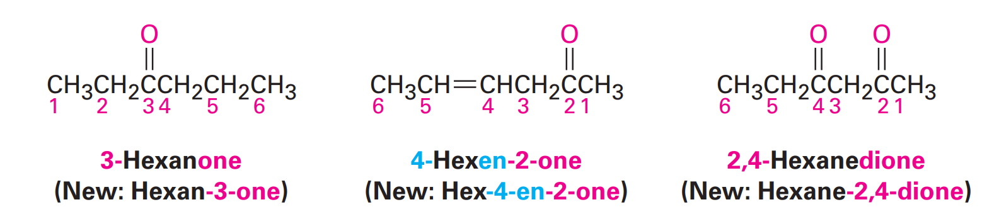 O O O O
CH₃CH₂CCH₂CH₂CH₃ CH₃CH=CHCH₂CCH₃ CH₃CH₂CCH₂CCH₃
1 2 3 4 5 6 6 5 4 3 2 1 6 5 4 3 2 1
3-Hexanone 4-Hexen-2-one 2,4-Hexanedione
(New: Hexan-3-one) (New: Hex-4-en-2-one) (New: Hexane-2,4-dione)